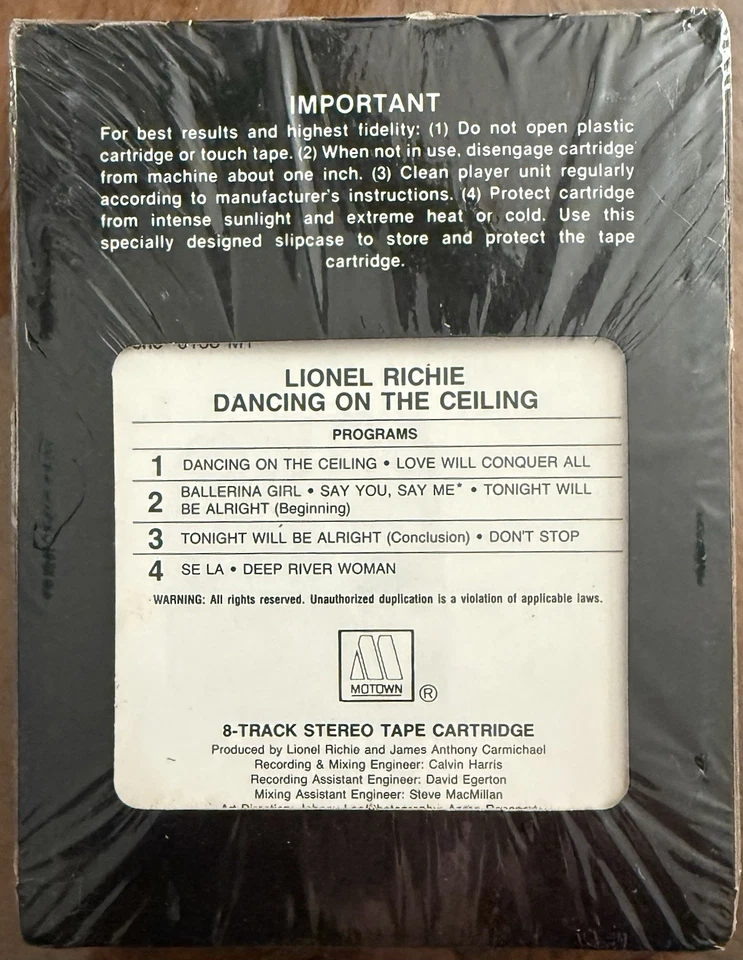 IMPORTANT
For best results and highest fidelity: (1) Do not open plastic
cartridge or touch tape. (2) When not in use, disengage cartridge
from machine about one inch. (3) Clean player unit regularly
according to manufacturer's instructions. (4) Protect cartridge
from intense sunlight and extreme heat or cold. Use this
specially designed slipcase to store and protect the tape
cartridge.
LIONEL RICHIE
DANCING ON THE CEILING
PROGRAMS
1 DANCING ON THE CEILING • LOVE WILL CONQUER ALL
2 BALLERINA GIRL • SAY YOU, SAY ME* • TONIGHT WILL
BE ALRIGHT (Beginning)
3 TONIGHT WILL BE ALRIGHT (Conclusion) • DON'T STOP
4 SE LA • DEEP RIVER WOMAN
WARNING: All rights reserved. Unauthorized duplication is a violation of applicable laws.
MOTOWN ®
8-TRACK STEREO TAPE CARTRIDGE
Produced by Lionel Richie and James Anthony Carmichael
Recording & Mixing Engineer: Calvin Harris
Recording Assistant Engineer: David Egerton
Mixing Assistant Engineer: Steve MacMillan